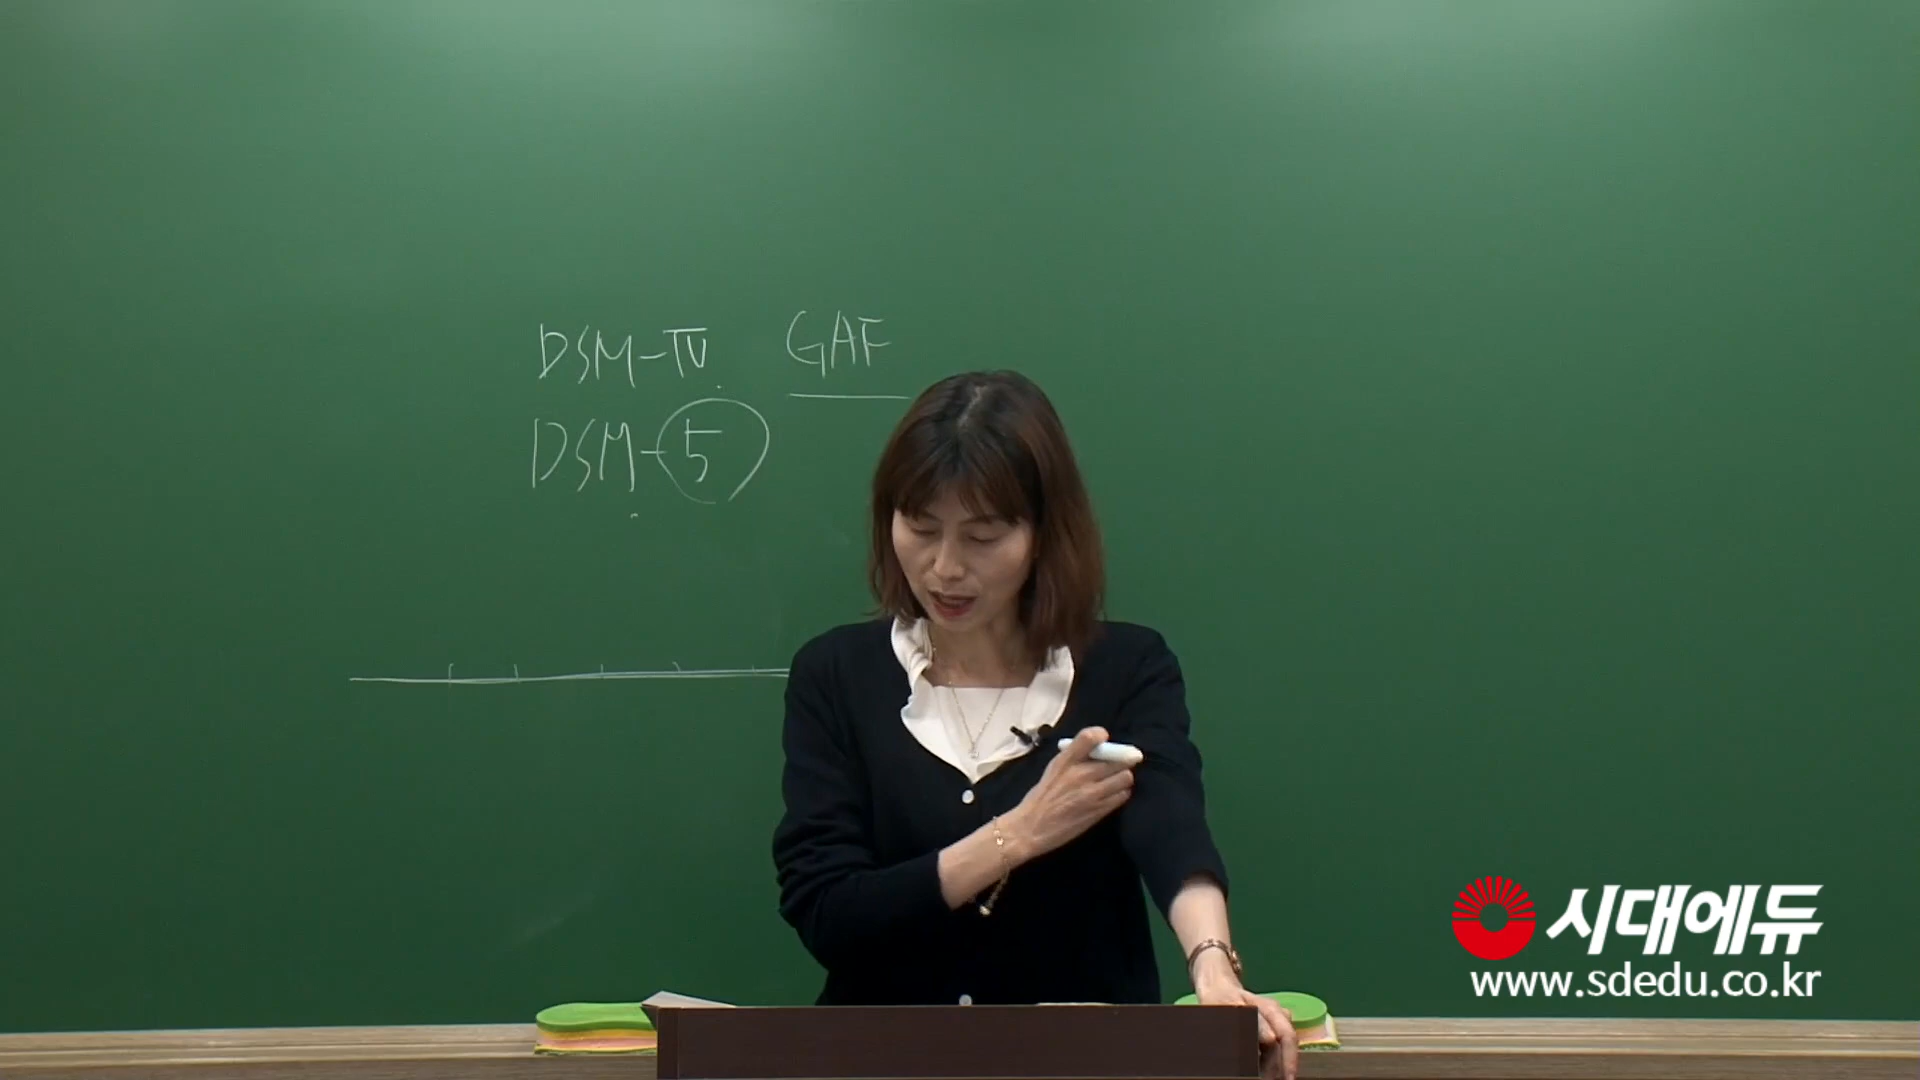 DSM-Ⅳ GAF
DSM-5
시대에듀
www.sdedu.co.kr